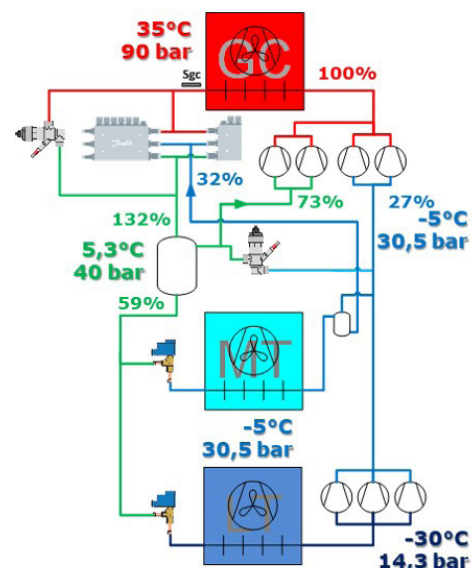 35°C
90 bar
GC
Sgc
100%
32%
73%
27%
-5°C
30,5 bar
132%
5,3°C
40 bar
59%
MT
-5°C
30,5 bar
LT
-30°C
14,3 bar